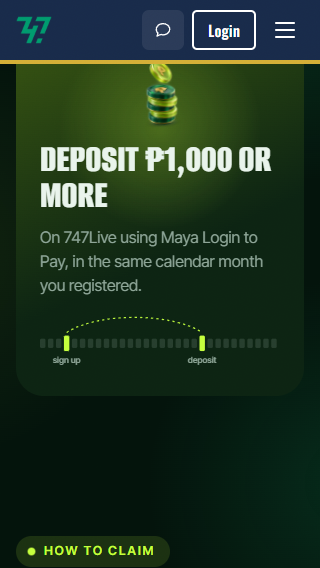 747
Login
DEPOSIT ₱1,000 OR
MORE
On 747Live using Maya Login to
Pay, in the same calendar month
you registered.
sign up
deposit
HOW TO CLAIM